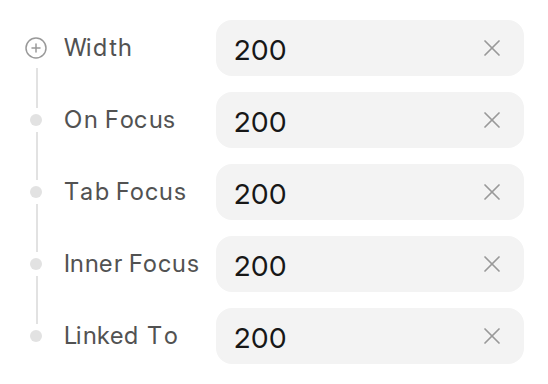 Width 200
On Focus 200
Tab Focus 200
Inner Focus 200
Linked To 200